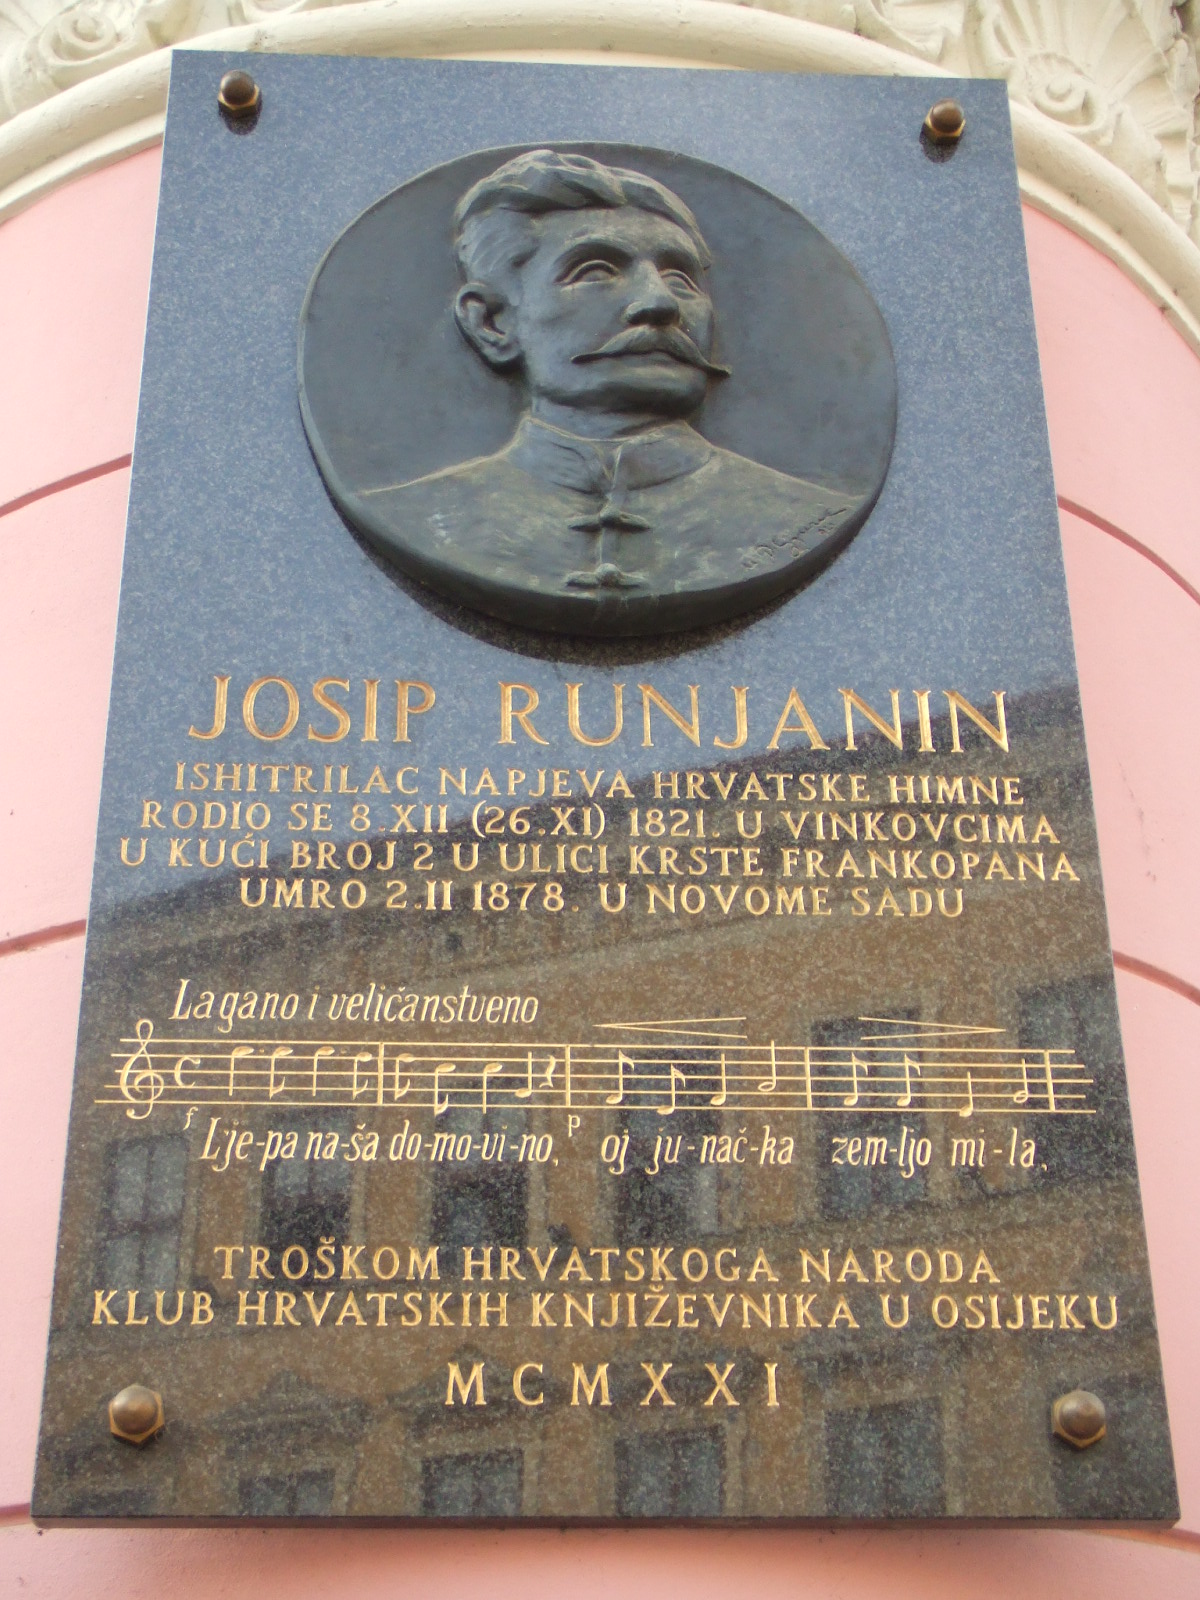 JOSIP RUNJANIN
ISHITRILAC NAPJEVA HRVATSKE HIMNE
RODIO SE 8.XII (26.XI) 1821. U VINKOVCIMA
U KUĆI BROJ 2 U ULICI KRSTE FRANKOPANA
UMRO 2.II 1878. U NOVOME SADU
Lagano i veličanstveno
f
p
Lje-pa na-ša do-mo-vi-no, oj ju-nač-ka zem-ljo mi-la,
TROŠKOM HRVATSKOGA NARODA
KLUB HRVATSKIH KNJIŽEVNIKA U OSIJEKU
MCMXXI